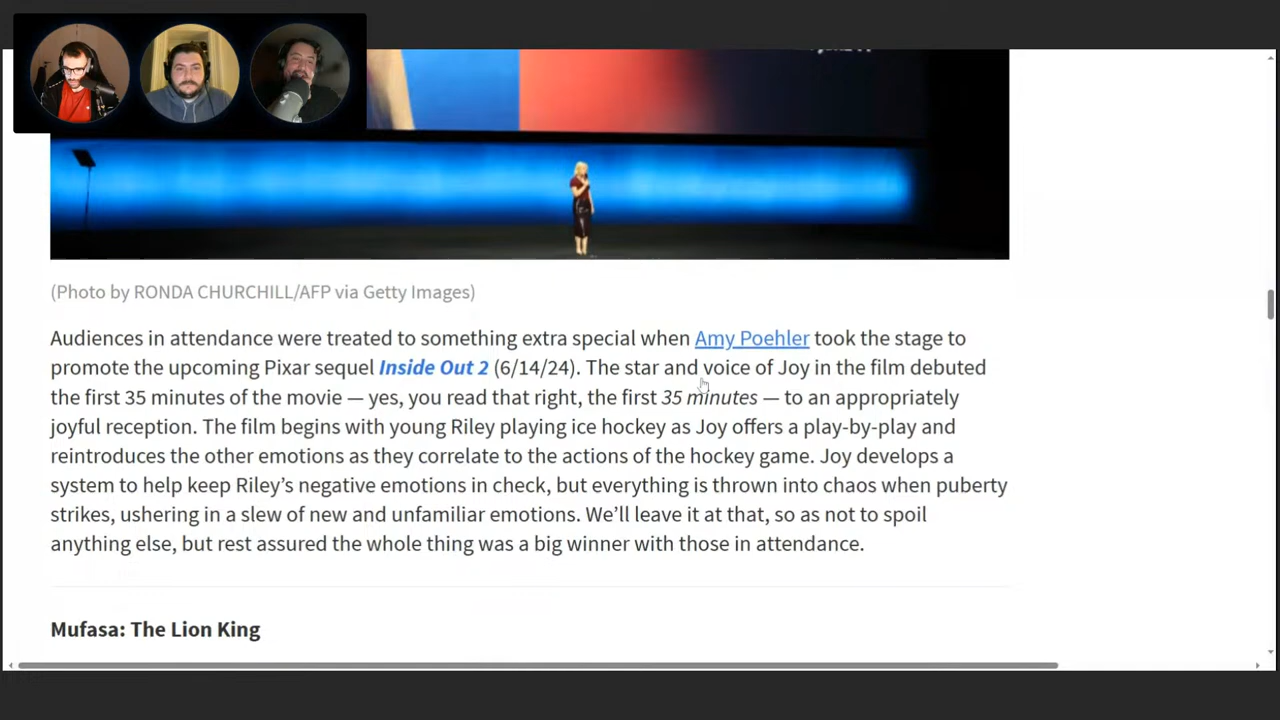 (Photo by RONDA CHURCHILL/AFP via Getty Images)
Audiences in attendance were treated to something extra special when Amy Poehler took the stage to
promote the upcoming Pixar sequel Inside Out 2 (6/14/24). The star and voice of Joy in the film debuted
the first 35 minutes of the movie — yes, you read that right, the first 35 minutes — to an appropriately
joyful reception. The film begins with young Riley playing ice hockey as Joy offers a play-by-play and
reintroduces the other emotions as they correlate to the actions of the hockey game. Joy develops a
system to help keep Riley’s negative emotions in check, but everything is thrown into chaos when puberty
strikes, ushering in a slew of new and unfamiliar emotions. We’ll leave it at that, so as not to spoil
anything else, but rest assured the whole thing was a big winner with those in attendance.
Mufasa: The Lion King